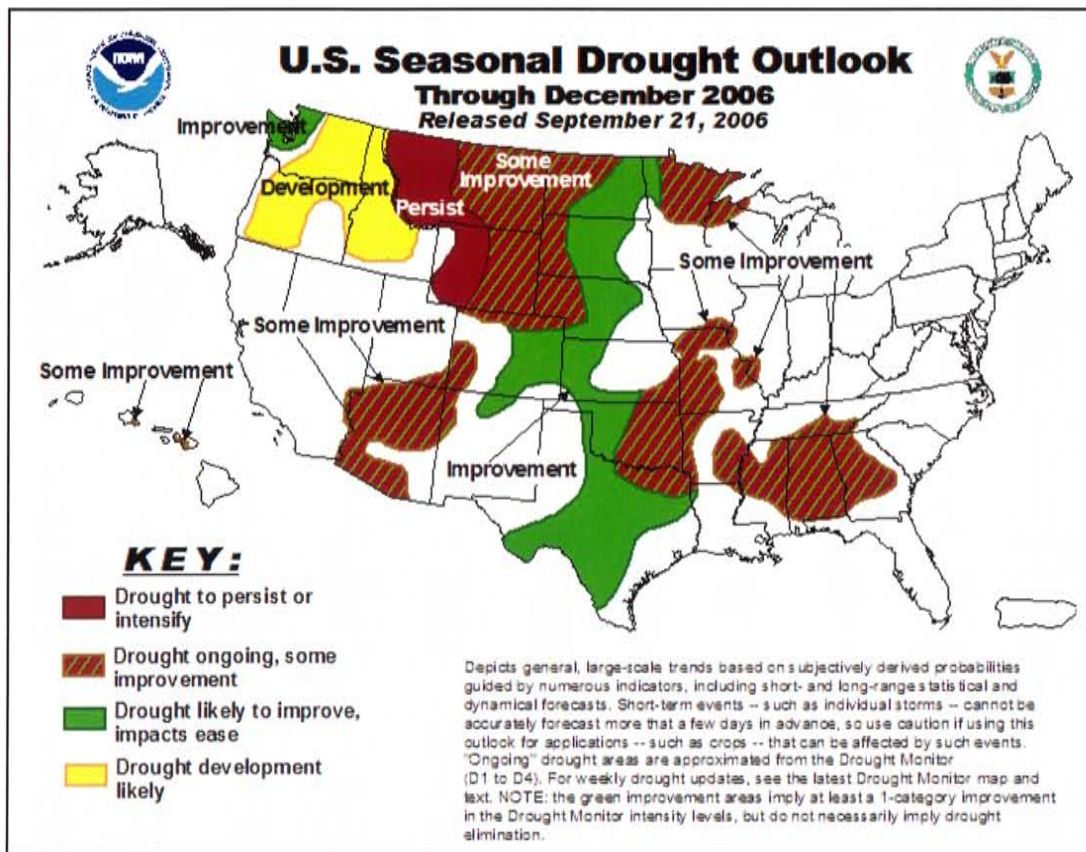 U.S. Seasonal Drought Outlook
Through December 2006
Released September 21, 2006
NOAA
Improvement
Some
Improvement
Development
Persist
Some Improvement
Some Improvement
Some Improvement
Improvement
KEY:
Drought to persist or
intensify
Drought ongoing, some
improvement
Drought likely to improve,
impacts ease
Drought development
likely
Depicts general, large-scale trends based on subjectively derived probabilities
guided by numerous indicators, including short- and long-range statistical and
dynamical forecasts. Short-term events -- such as individual storms -- cannot be
accurately forecast more that a few days in advance, so use caution if using this
outlook for applications -- such as crops -- that can be affected by such events.
"Ongoing" drought areas are approximated from the Drought Monitor
(D1 to D4). For weekly drought updates, see the latest Drought Monitor map and
text. NOTE: the green improvement areas imply at least a 1-category improvement
in the Drought Monitor intensity levels, but do not necessarily imply drought
elimination.